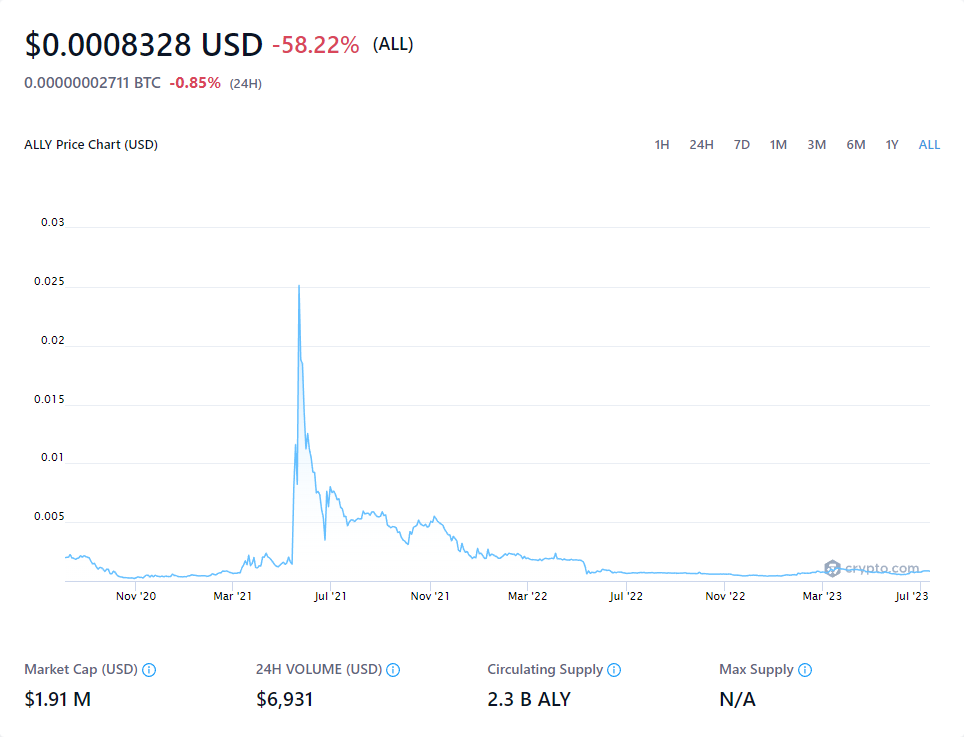 $0.0008328 USD -58.22% (ALL)
0.00000002711 BTC -0.85% (24H)
ALLY Price Chart (USD) 1H 24H 7D 1M 3M 6M 1Y ALL
0.03
0.025
0.02
0.015
0.01
0.005
crypto.com
Nov '20 Mar '21 Jul '21 Nov '21 Mar '22 Jul '22 Nov '22 Mar '23 Jul '23
Market Cap (USD) 24H VOLUME (USD) Circulating Supply Max Supply
$1.91 M $6,931 2.3 B ALY N/A